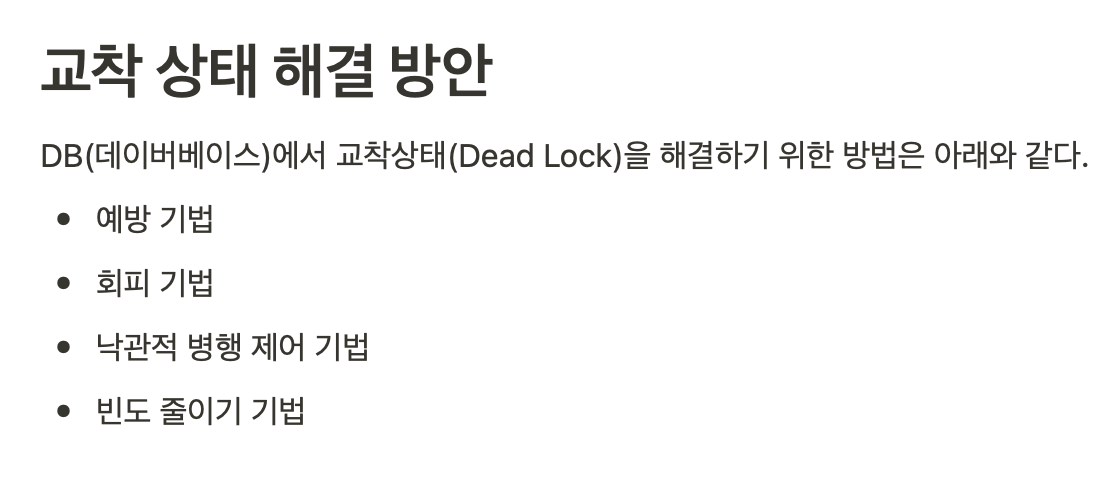 교착 상태 해결 방안
DB(데이버베이스)에서 교착상태(Dead Lock)을 해결하기 위한 방법은 아래와 같다.
• 예방 기법
• 회피 기법
• 낙관적 병행 제어 기법
• 빈도 줄이기 기법